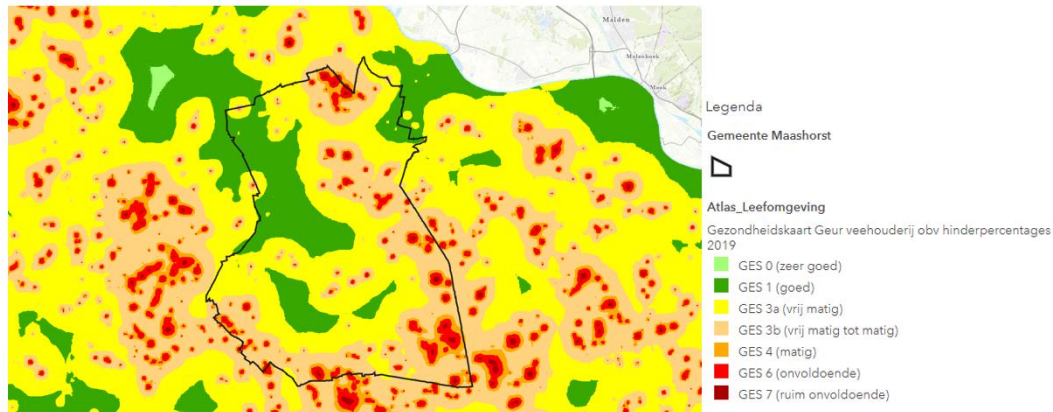 Malden
Molenhoek
Mook
Legenda
Gemeente Maashorst
Atlas_Leefomgeving
Gezondheidskaart Geur veehouderij obv hinderpercentages
2019
GES 0 (zeer goed)
GES 1 (goed)
GES 3a (vrij matig)
GES 3b (vrij matig tot matig)
GES 4 (matig)
GES 6 (onvoldoende)
GES 7 (ruim onvoldoende)